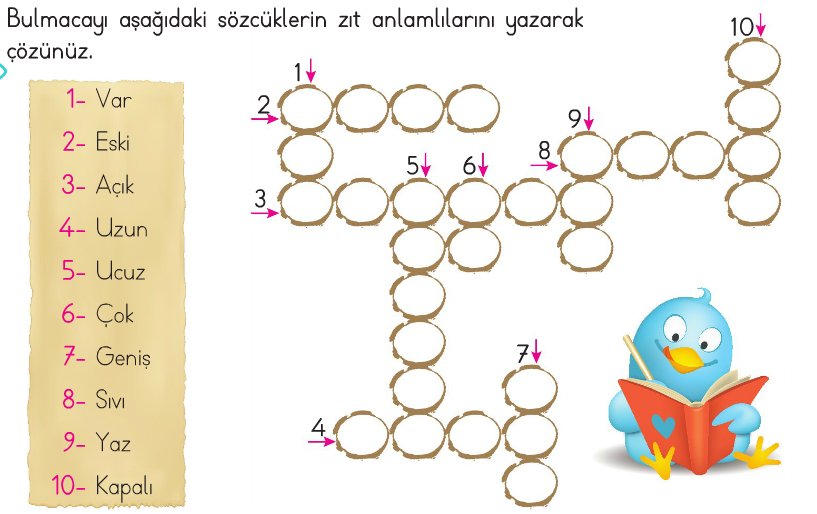 Bulmacayı aşağıdaki sözcüklerin zıt anlamlılarını yazarak
çözünüz.
1- Var
2- Eski
3- Açık
4- Uzun
5- Ucuz
6- Çok
7- Geniş
8- Sıvı
9- Yaz
10- Kapalı
10
1
2
9
8
5
6
3
7
4